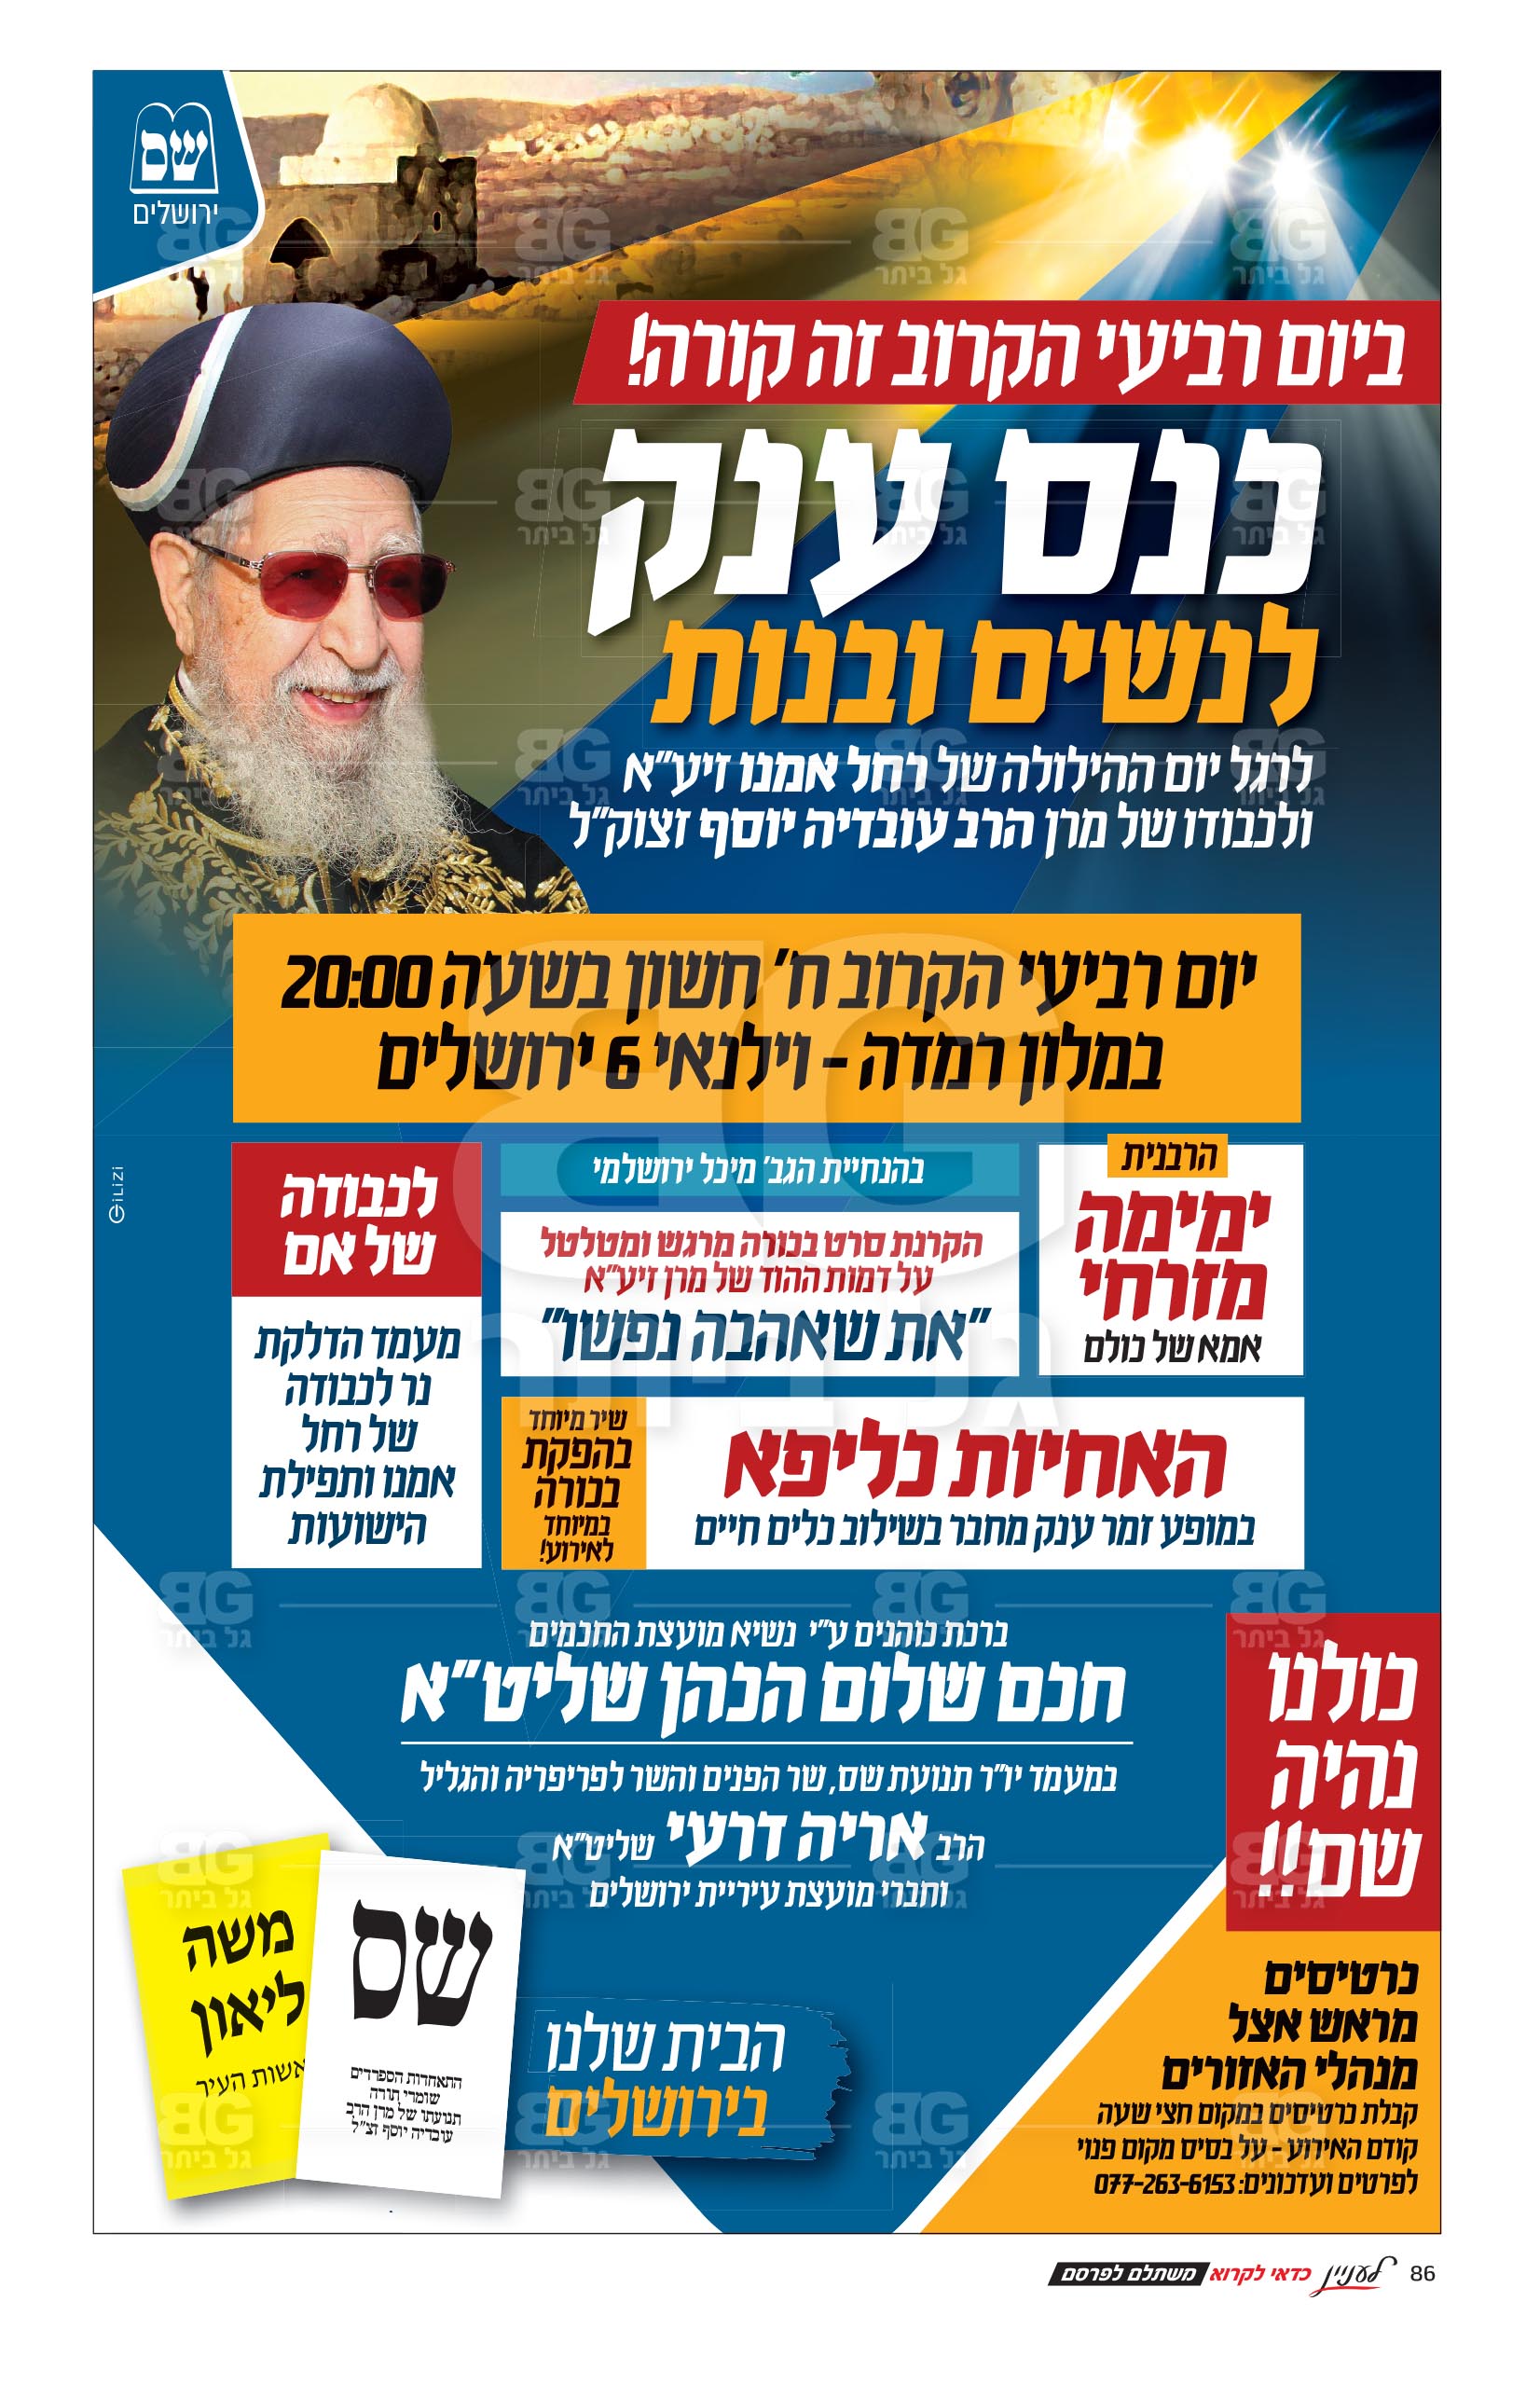 שס
ירושלים
ביום רביעי הקרוב זה קורה!
כנס ענק
לנשים ובנות
לרגל יום ההילולה של רחל אמנו זיע"א
ולכבודו של מרן הרב עובדיה יוסף זצוק"ל
יום רביעי הקרוב ח' חשון בשעה 20:00
במלון רמדה - וילנאי 6 ירושלים
הרבנית
ימימה
מזרחי
אמא של כולם
בהנחיית הגב' מיכל ירושלמי
הקרנת סרט בכורה מרגש ומטלטל
על דמות ההוד של מרן זיע"א
"את שאהבה נפשו"
לכבודה
של אם
מעמד הדלקת
נר לכבודה
של רחל
אמנו ותפילת
הישועות
האחיות כליפא
במופע זמר ענק מחבר בשילוב כלים חיים
שיר מיוחד
בהפקת
בכורה
במיוחד
לאירוע!
GiLizi
ברכת כוהנים ע"י נשיא מועצת החכמים
חכם שלום הכהן שליט"א
במעמד יו"ר תנועת שס, שר הפנים והשר לפריפריה והגליל
הרב אריה דרעי שליט"א
וחברי מועצת עיריית ירושלים
כולנו
נהיה
שם!!
כרטיסים
מראש אצל
מנהלי האזורים
קבלת כרטיסים במקום חצי שעה
קודם האירוע - על בסיס מקום פנוי
לפרטים ועדכונים: 077-263-6153
הבית שלנו
בירושלים
שס
התאחדות הספרדים
שומרי תורה
תנועתו של מרן הרב
עובדיה יוסף זצ"ל
משה
ליאון
אשות העיר
86 לעניין כדאי לקרוא משתלם לפרסם
BG
גל ביתר